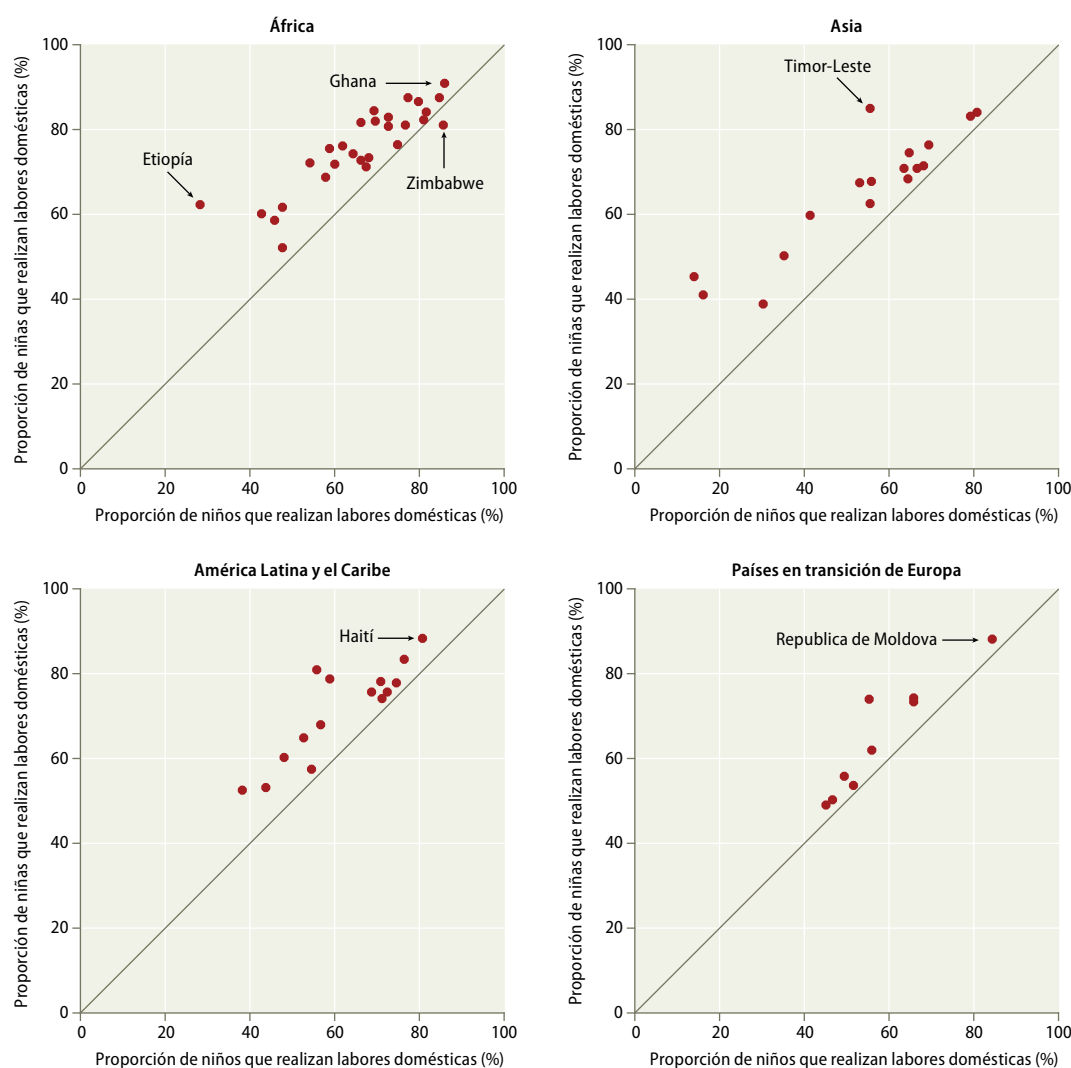 África
Proporción de niñas que realizan labores domésticas (%)
100
80
60
40
20
0
Ghana
Etiopía
Zimbabwe
0 20 40 60 80 100
Proporción de niños que realizan labores domésticas (%)
Asia
Proporción de niñas que realizan labores domésticas (%)
100
80
60
40
20
0
Timor-Leste
0 20 40 60 80 100
Proporción de niños que realizan labores domésticas (%)
América Latina y el Caribe
Proporción de niñas que realizan labores domésticas (%)
100
80
60
40
20
0
Haití
0 20 40 60 80 100
Proporción de niños que realizan labores domésticas (%)
Países en transición de Europa
Proporción de niñas que realizan labores domésticas (%)
100
80
60
40
20
0
Republica de Moldova
0 20 40 60 80 100
Proporción de niños que realizan labores domésticas (%)